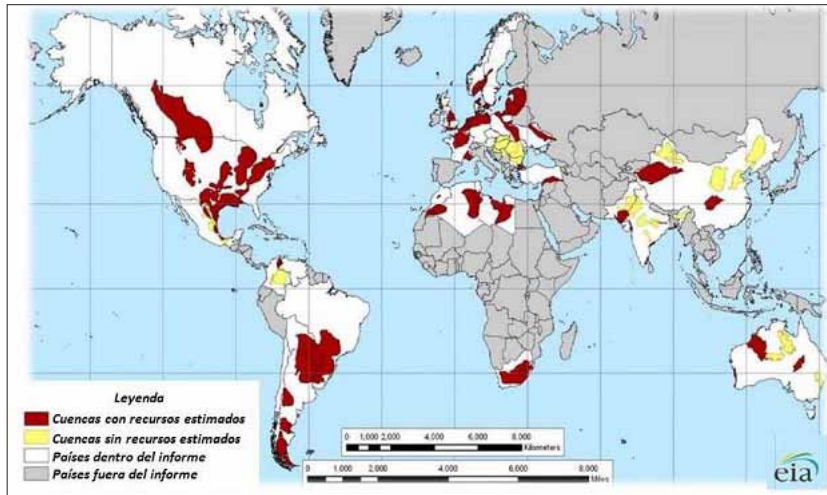 Leyenda
Cuencas con recursos estimados
Cuencas sin recursos estimados
Países dentro del informe
Países fuera del informe
0 1,000 2,000 4,000 6,000 8,000
Kilometers
0 1,000 2,000 4,000 6,000 8,000
Miles
eia